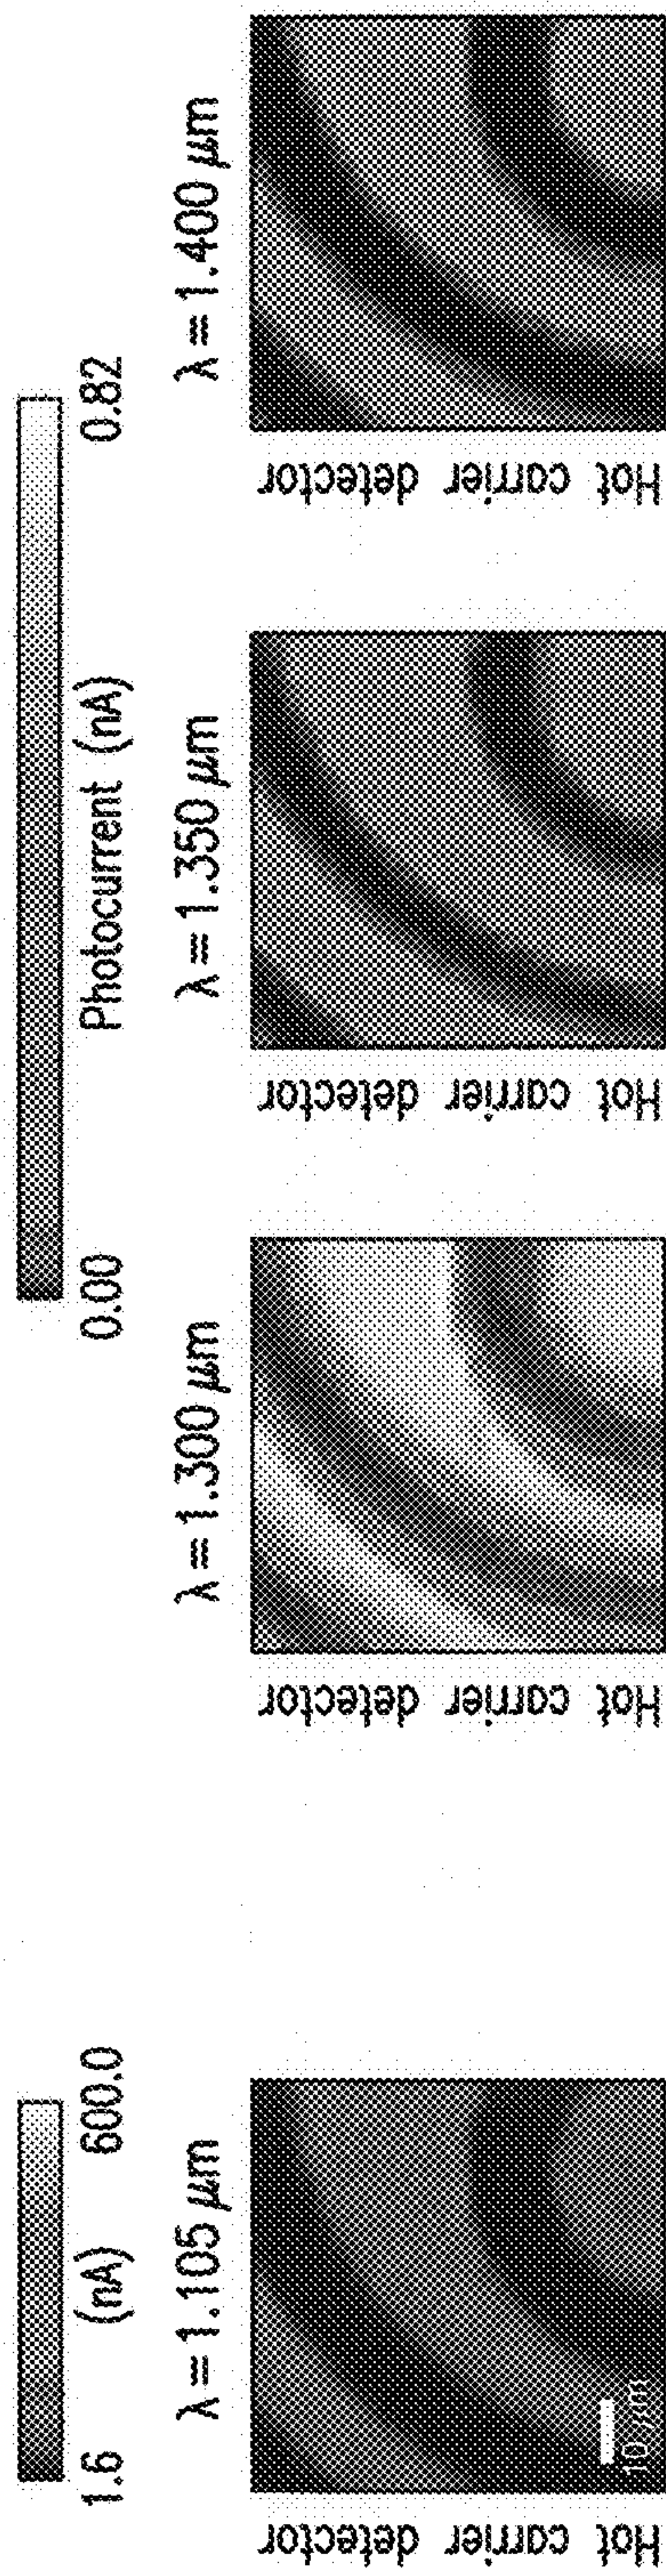 1.6 (nA) 600.0
0.00 Photocurrent (nA) 0.82
λ = 1.105 μm
λ = 1.300 μm
λ = 1.350 μm
λ = 1.400 μm
Hot carrier detector
10 μm
Hot carrier detector
Hot carrier detector
Hot carrier detector